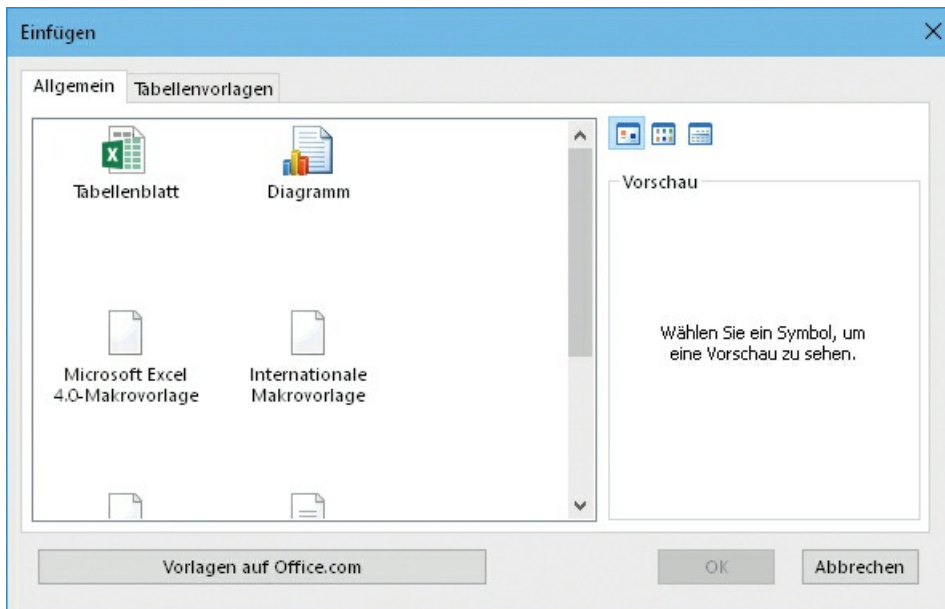 Einfügen
Allgemein
Tabellenvorlagen
Tabellenblatt
Diagramm
Microsoft Excel
4.0-Makrovorlage
Internationale
Makrovorlage
Vorschau
Wählen Sie ein Symbol, um
eine Vorschau zu sehen.
Vorlagen auf Office.com
OK
Abbrechen